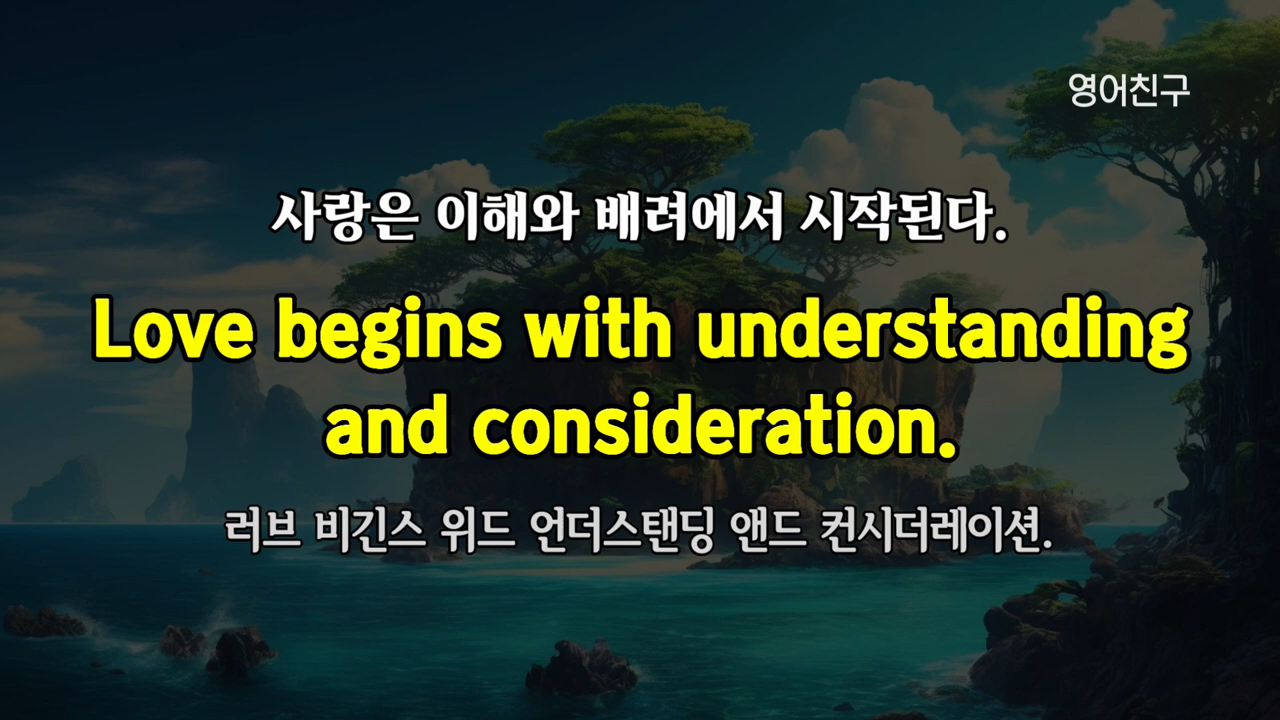 영어친구
사랑은 이해와 배려에서 시작된다.
Love begins with understanding
and consideration.
러브 비긴스 위드 언더스탠딩 앤드 컨시더레이션.